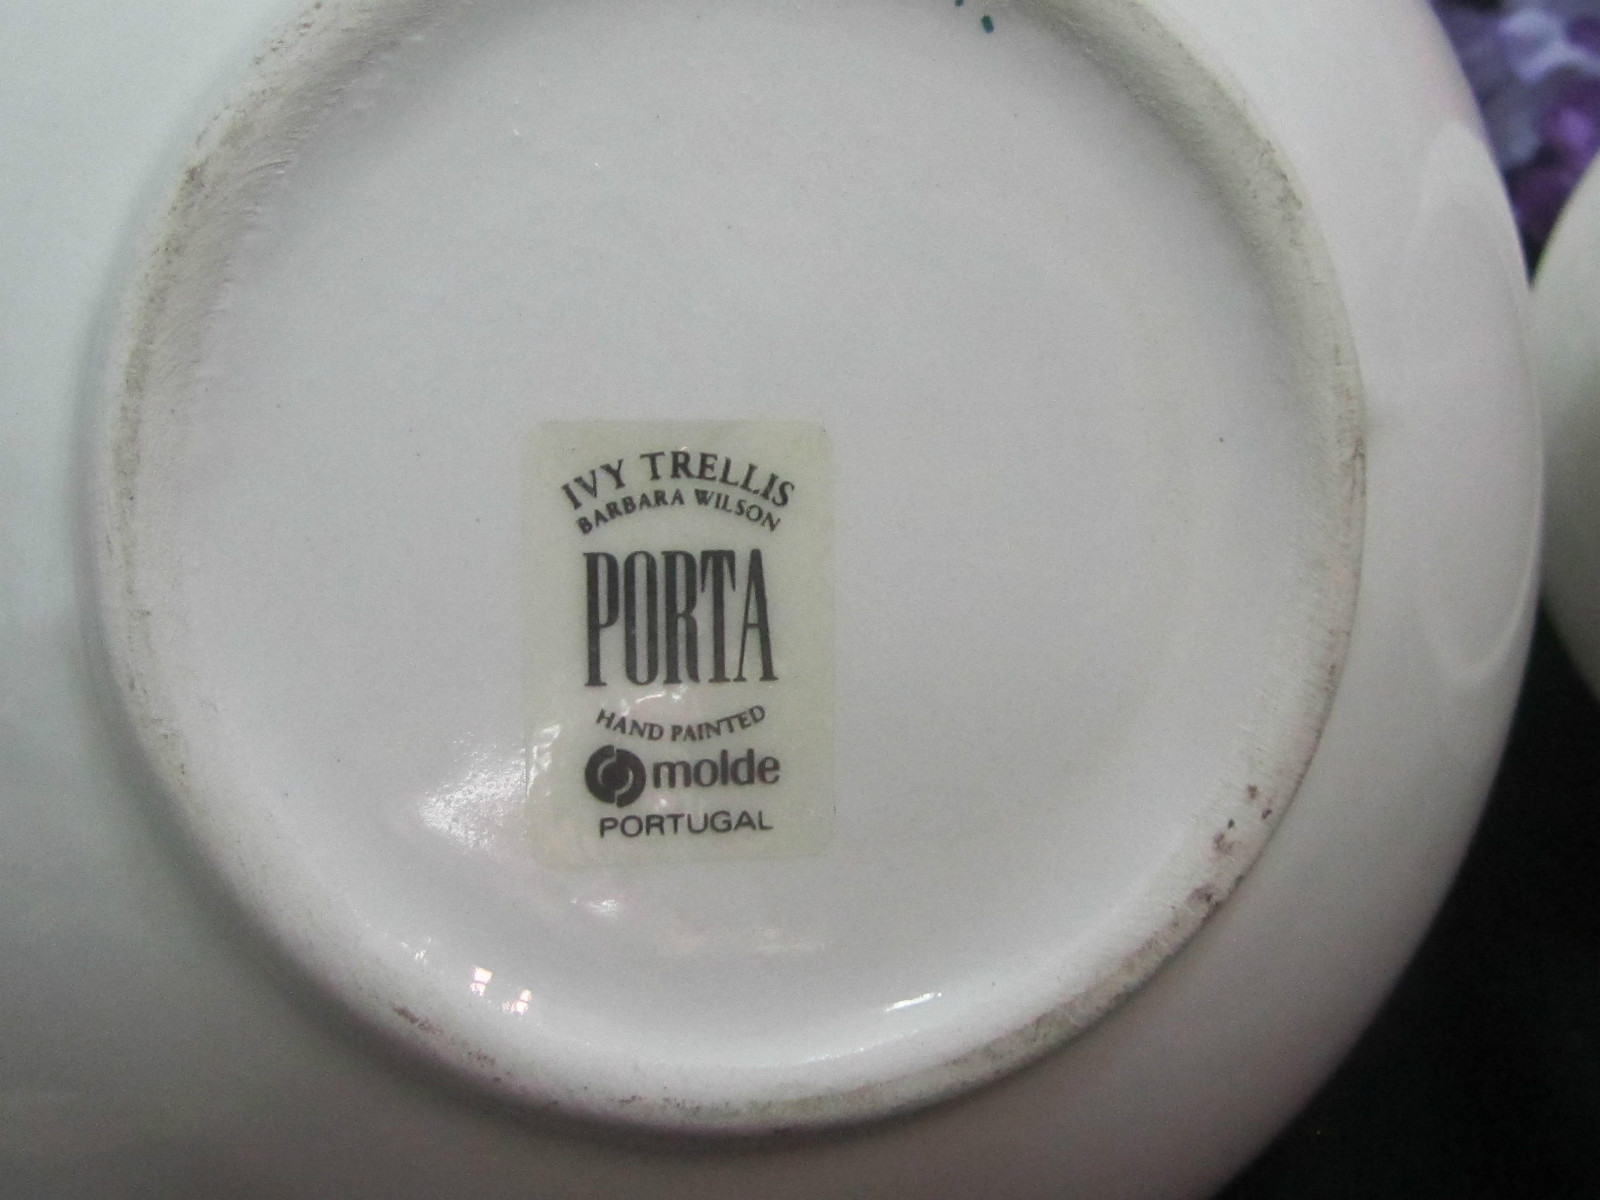 IVY TRELLIS
BARBARA WILSON
PORTA
HAND PAINTED
molde
PORTUGAL